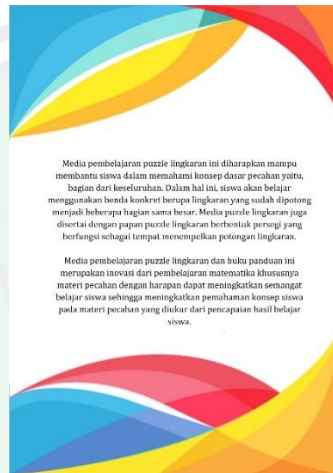 Media pembelajaran puzzle lingkaran ini diharapkan mampu
membantu siswa dalam memahami konsep dasar pecahan yaitu,
bagian dari keseluruhan. Dalam hal ini, siswa akan belajar
menggunakan benda konkret berupa lingkaran yang sudah dipotong
menjadi beberapa bagian sama besar. Media puzzle lingkaran juga
disertai dengan papan puzzle lingkaran berbentuk persegi yang
berfungsi sebagai tempat menempelkan potongan lingkaran.
Media pembelajaran puzzle lingkaran dan buku panduan ini
merupakan inovasi dari pembelajaran matematika khususnya
materi pecahan dengan harapan dapat meningkatkan semangat
belajar siswa sehingga meningkatkan pemahaman konsep siswa
pada materi pecahan yang diukur dari pencapaian hasil belajar
siswa.